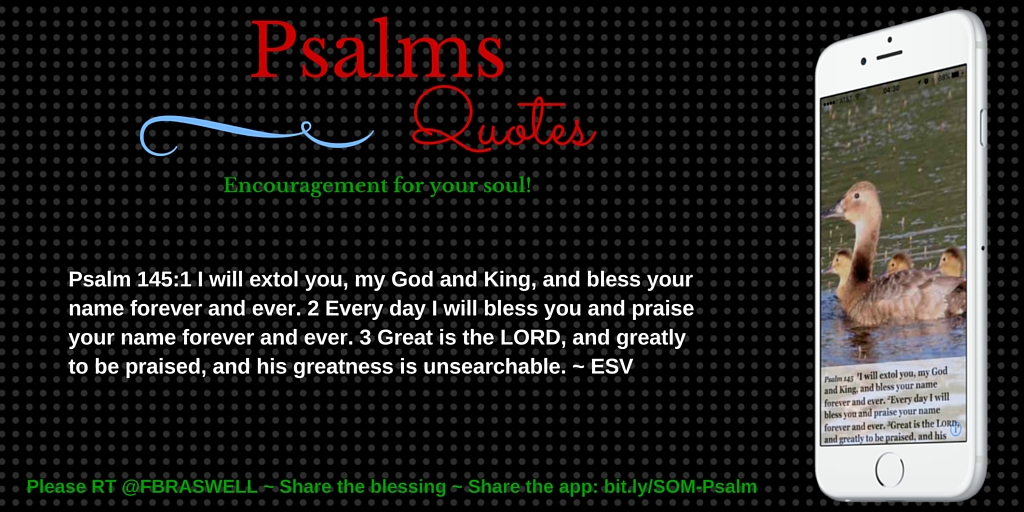 Psalms
Quotes
Encouragement for your soul!
Psalm 145:1 I will extol you, my God and King, and bless your
name forever and ever. 2 Every day I will bless you and praise
your name forever and ever. 3 Great is the LORD, and greatly
to be praised, and his greatness is unsearchable. ~ ESV
Please RT @FBRASWELL ~ Share the blessing ~ Share the app: bit.ly/SOM-Psalm
AT&T 04:30 68%
Psalm 145 1I will extol you, my God
and King, and bless your name
forever and ever. 2Every day I will
bless you and praise your name
forever and ever. 3Great is the LORD,
and greatly to be praised, and his